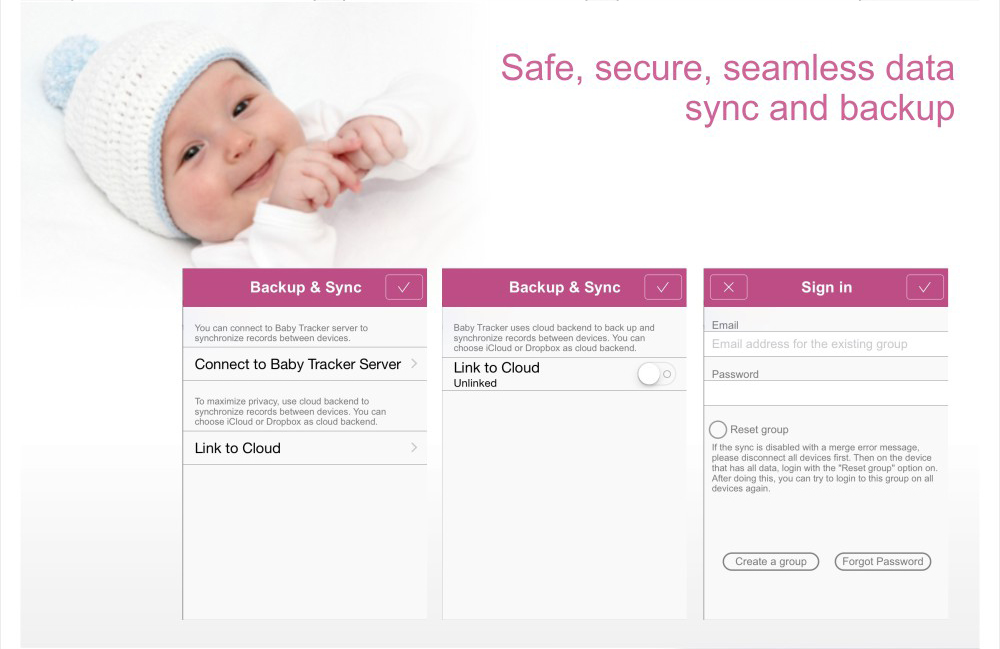 Safe, secure, seamless data
sync and backup
Backup & Sync
You can connect to Baby Tracker server to
synchronize records between devices.
Connect to Baby Tracker Server
To maximize privacy, use cloud backend to
synchronize records between devices. You can
choose iCloud or Dropbox as cloud backend.
Link to Cloud
Backup & Sync
Baby Tracker uses cloud backend to back up and
synchronize records between devices. You can
choose iCloud or Dropbox as cloud backend.
Link to Cloud
Unlinked
Sign in
Email
Email address for the existing group
Password
Reset group
If the sync is disabled with a merge error message,
please disconnect all devices first. Then on the device
that has all data, login with the "Reset group" option on.
After doing this, you can try to login to this group on all
devices again.
Create a group
Forgot Password